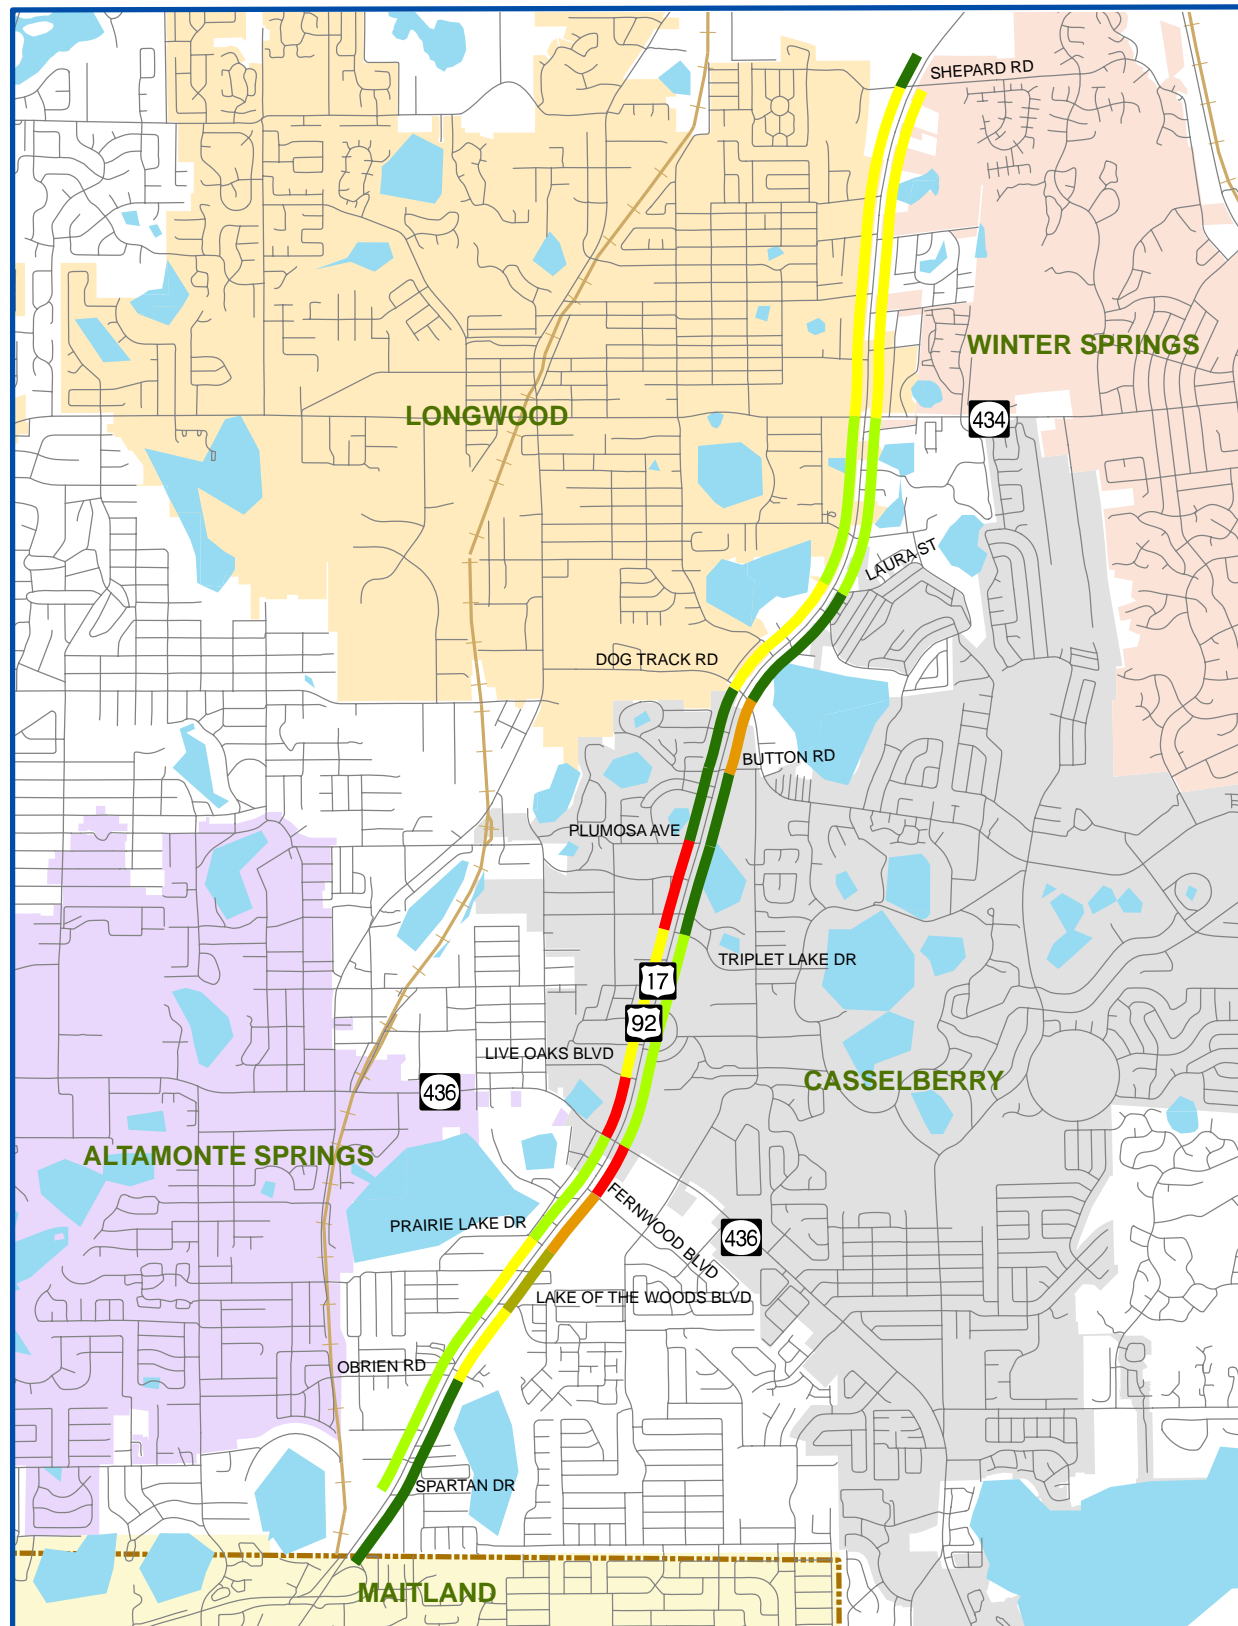 SHEPARD RD
WINTER SPRINGS
LONGWOOD
434
LAURA ST
DOG TRACK RD
BUTTON RD
PLUMOSA AVE
TRIPLET LAKE DR
17
92
LIVE OAKS BLVD
CASSELBERRY
436
ALTAMONTE SPRINGS
FERNWOOD BLVD
PRAIRIE LAKE DR
436
LAKE OF THE WOODS BLVD
OBRIEN RD
SPARTAN DR
MAITLAND